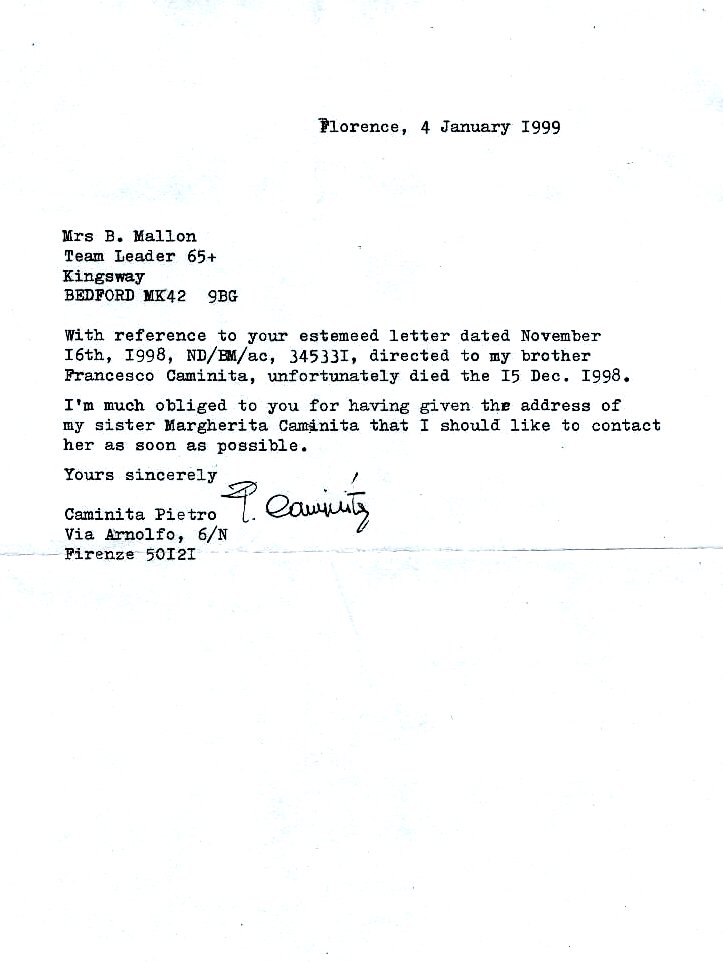 Florence, 4 January I999
Mrs B. Mallon
Team Leader 65+
Kingsway
BEDFORD MK42 9BG
With reference to your estemeed letter dated November
I6th, I998, ND/BM/ac, 34533I, directed to my brother
Francesco Caminita, unfortunately died the I5 Dec. I998.
I'm much obliged to you for having given the address of
my sister Margherita Caminita that I should like to contact
her as soon as possible.
Yours sincerely
Caminita Pietro P. Caminita
Via Arnolfo, 6/N
Firenze 50I2I